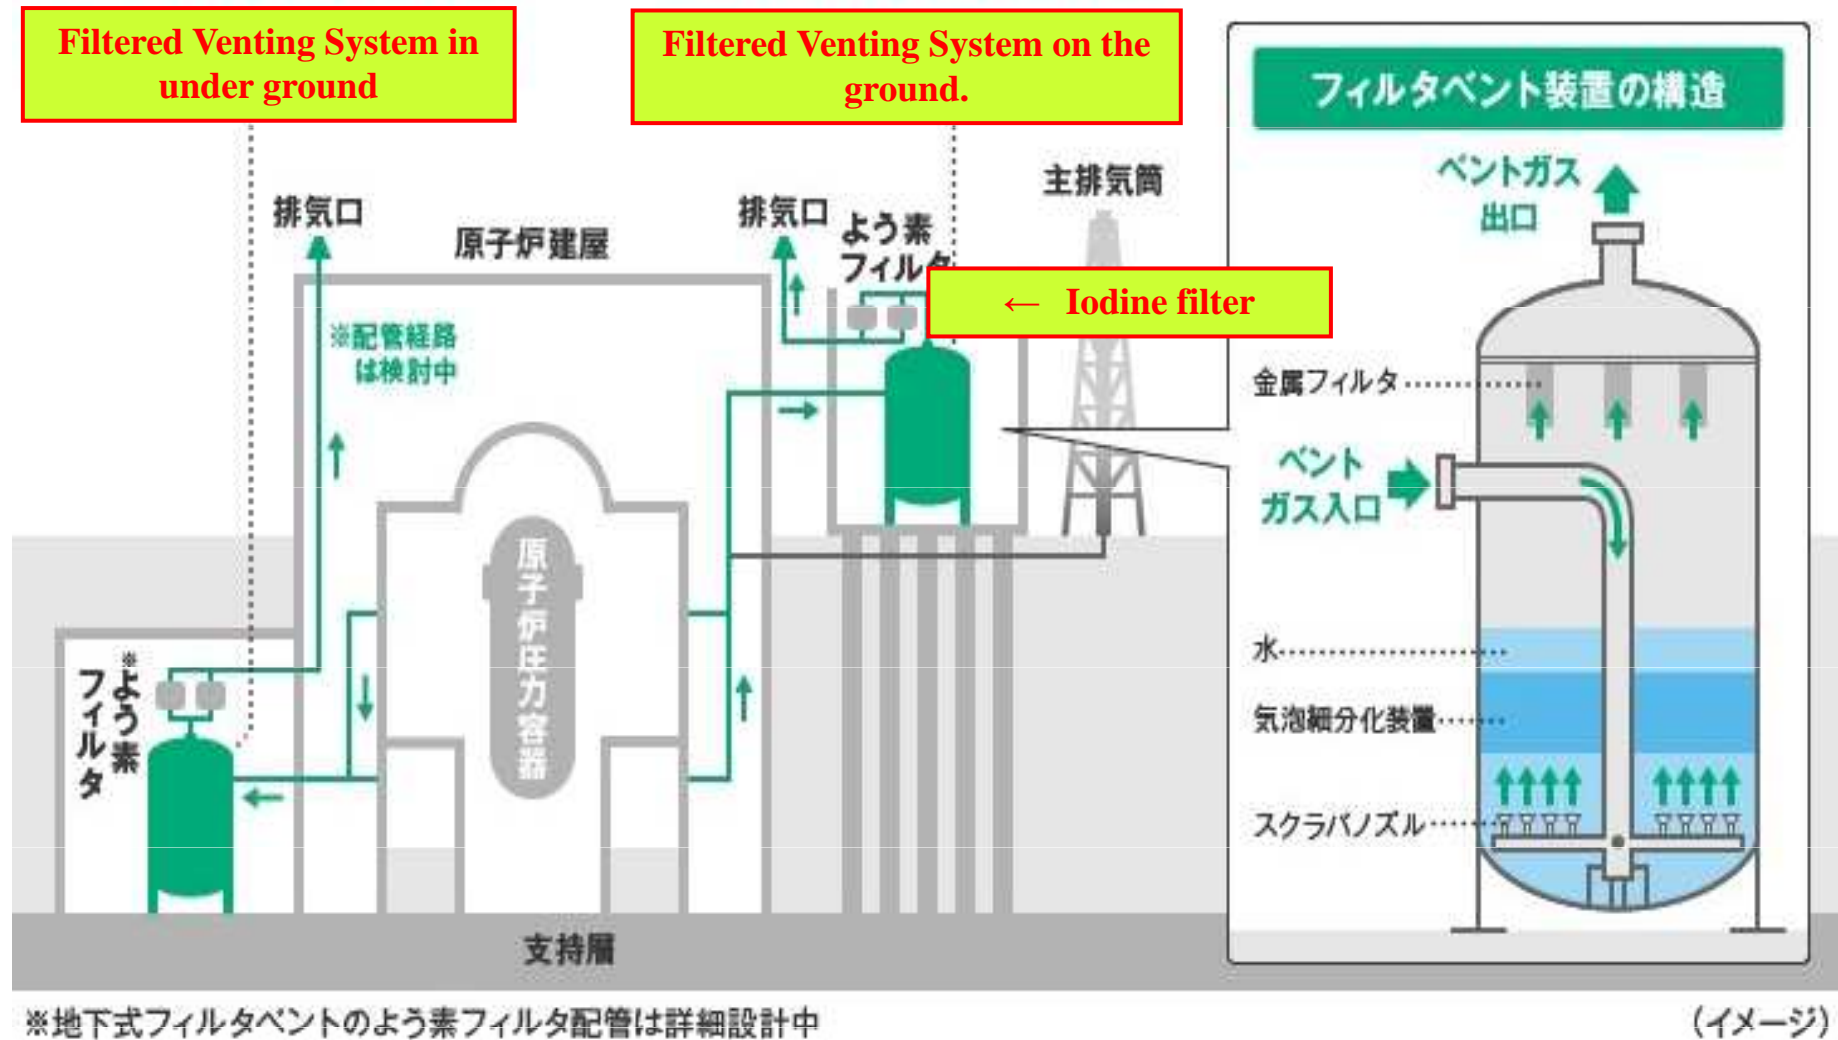 Filtered Venting System in
under ground
Filtered Venting System on the
ground.
フィルタベント装置の構造
ベントガス
出口
主排気筒
排気口
原子炉建屋
排気口
よう素
フィルタ
← Iodine filter
※配管経路
は検討中
金属フィルタ
ベント
ガス入口
原子炉圧力容器
水
※よう素
フィルタ
気泡細分化装置
スクラバノズル
支持層
※地下式フィルタベントのよう素フィルタ配管は詳細設計中
(イメージ)